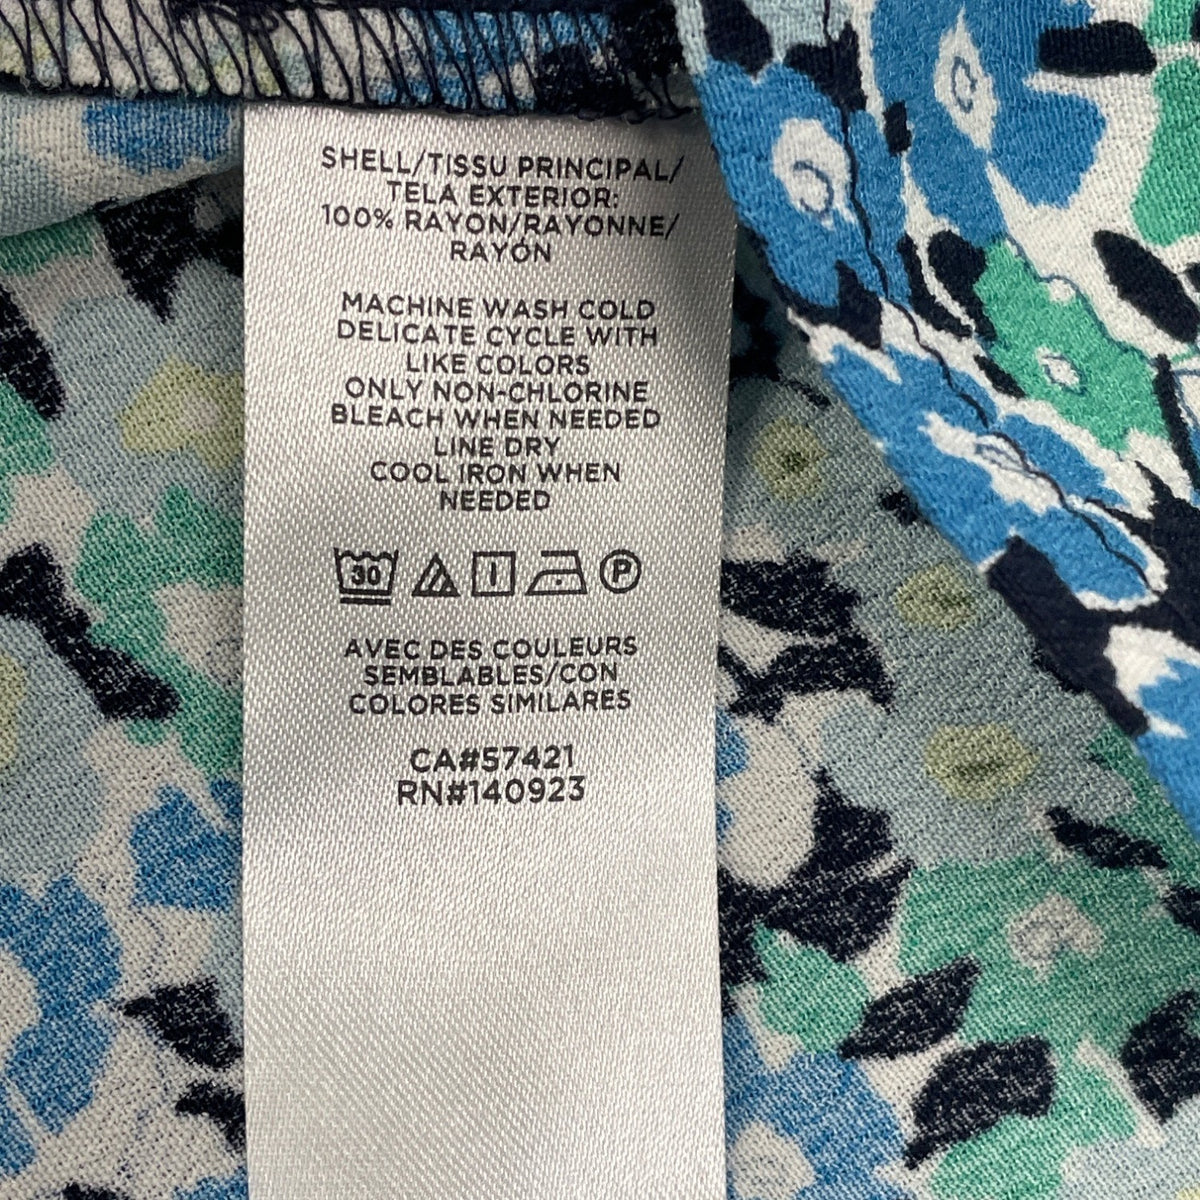 SHELL/TISSU PRINCIPAL/
TELA EXTERIOR:
100% RAYON/RAYONNE/
RAYÓN
MACHINE WASH COLD
DELICATE CYCLE WITH
LIKE COLORS
ONLY NON-CHLORINE
BLEACH WHEN NEEDED
LINE DRY
COOL IRON WHEN
NEEDED
30 P
AVEC DES COULEURS
SEMBLABLES/CON
COLORES SIMILARES
CA#57421
RN#140923